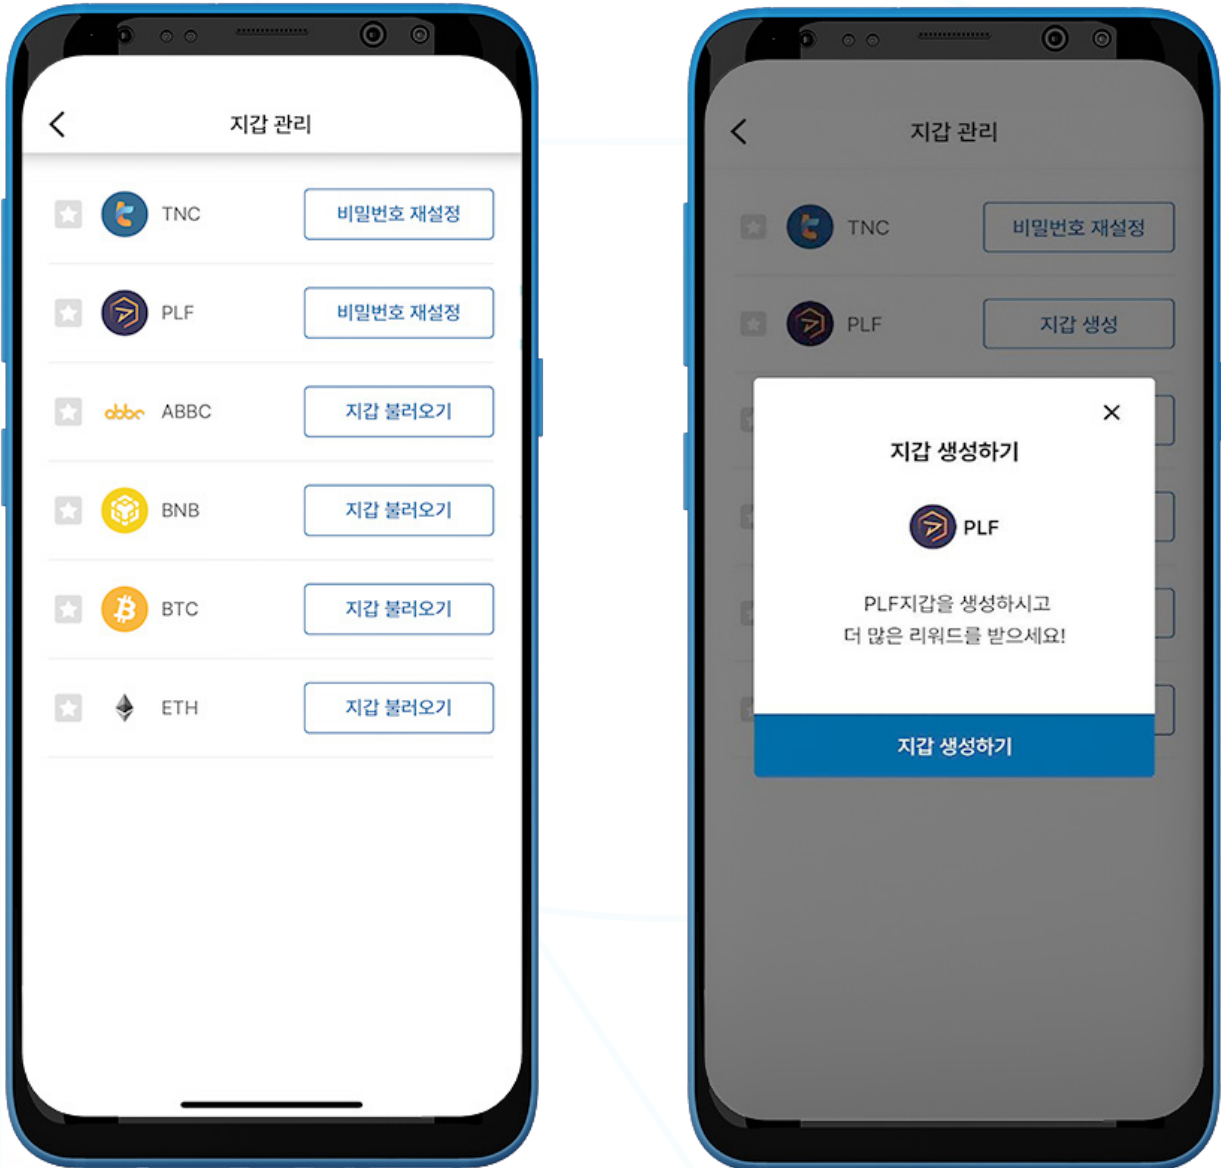 지갑 관리
TNC 비밀번호 재설정
PLF 비밀번호 재설정
abbc ABBC 지갑 불러오기
BNB 지갑 불러오기
BTC 지갑 불러오기
ETH 지갑 불러오기
지갑 관리
TNC 비밀번호 재설정
PLF 지갑 생성
지갑 생성하기
PLF
PLF지갑을 생성하시고
더 많은 리워드를 받으세요!
지갑 생성하기